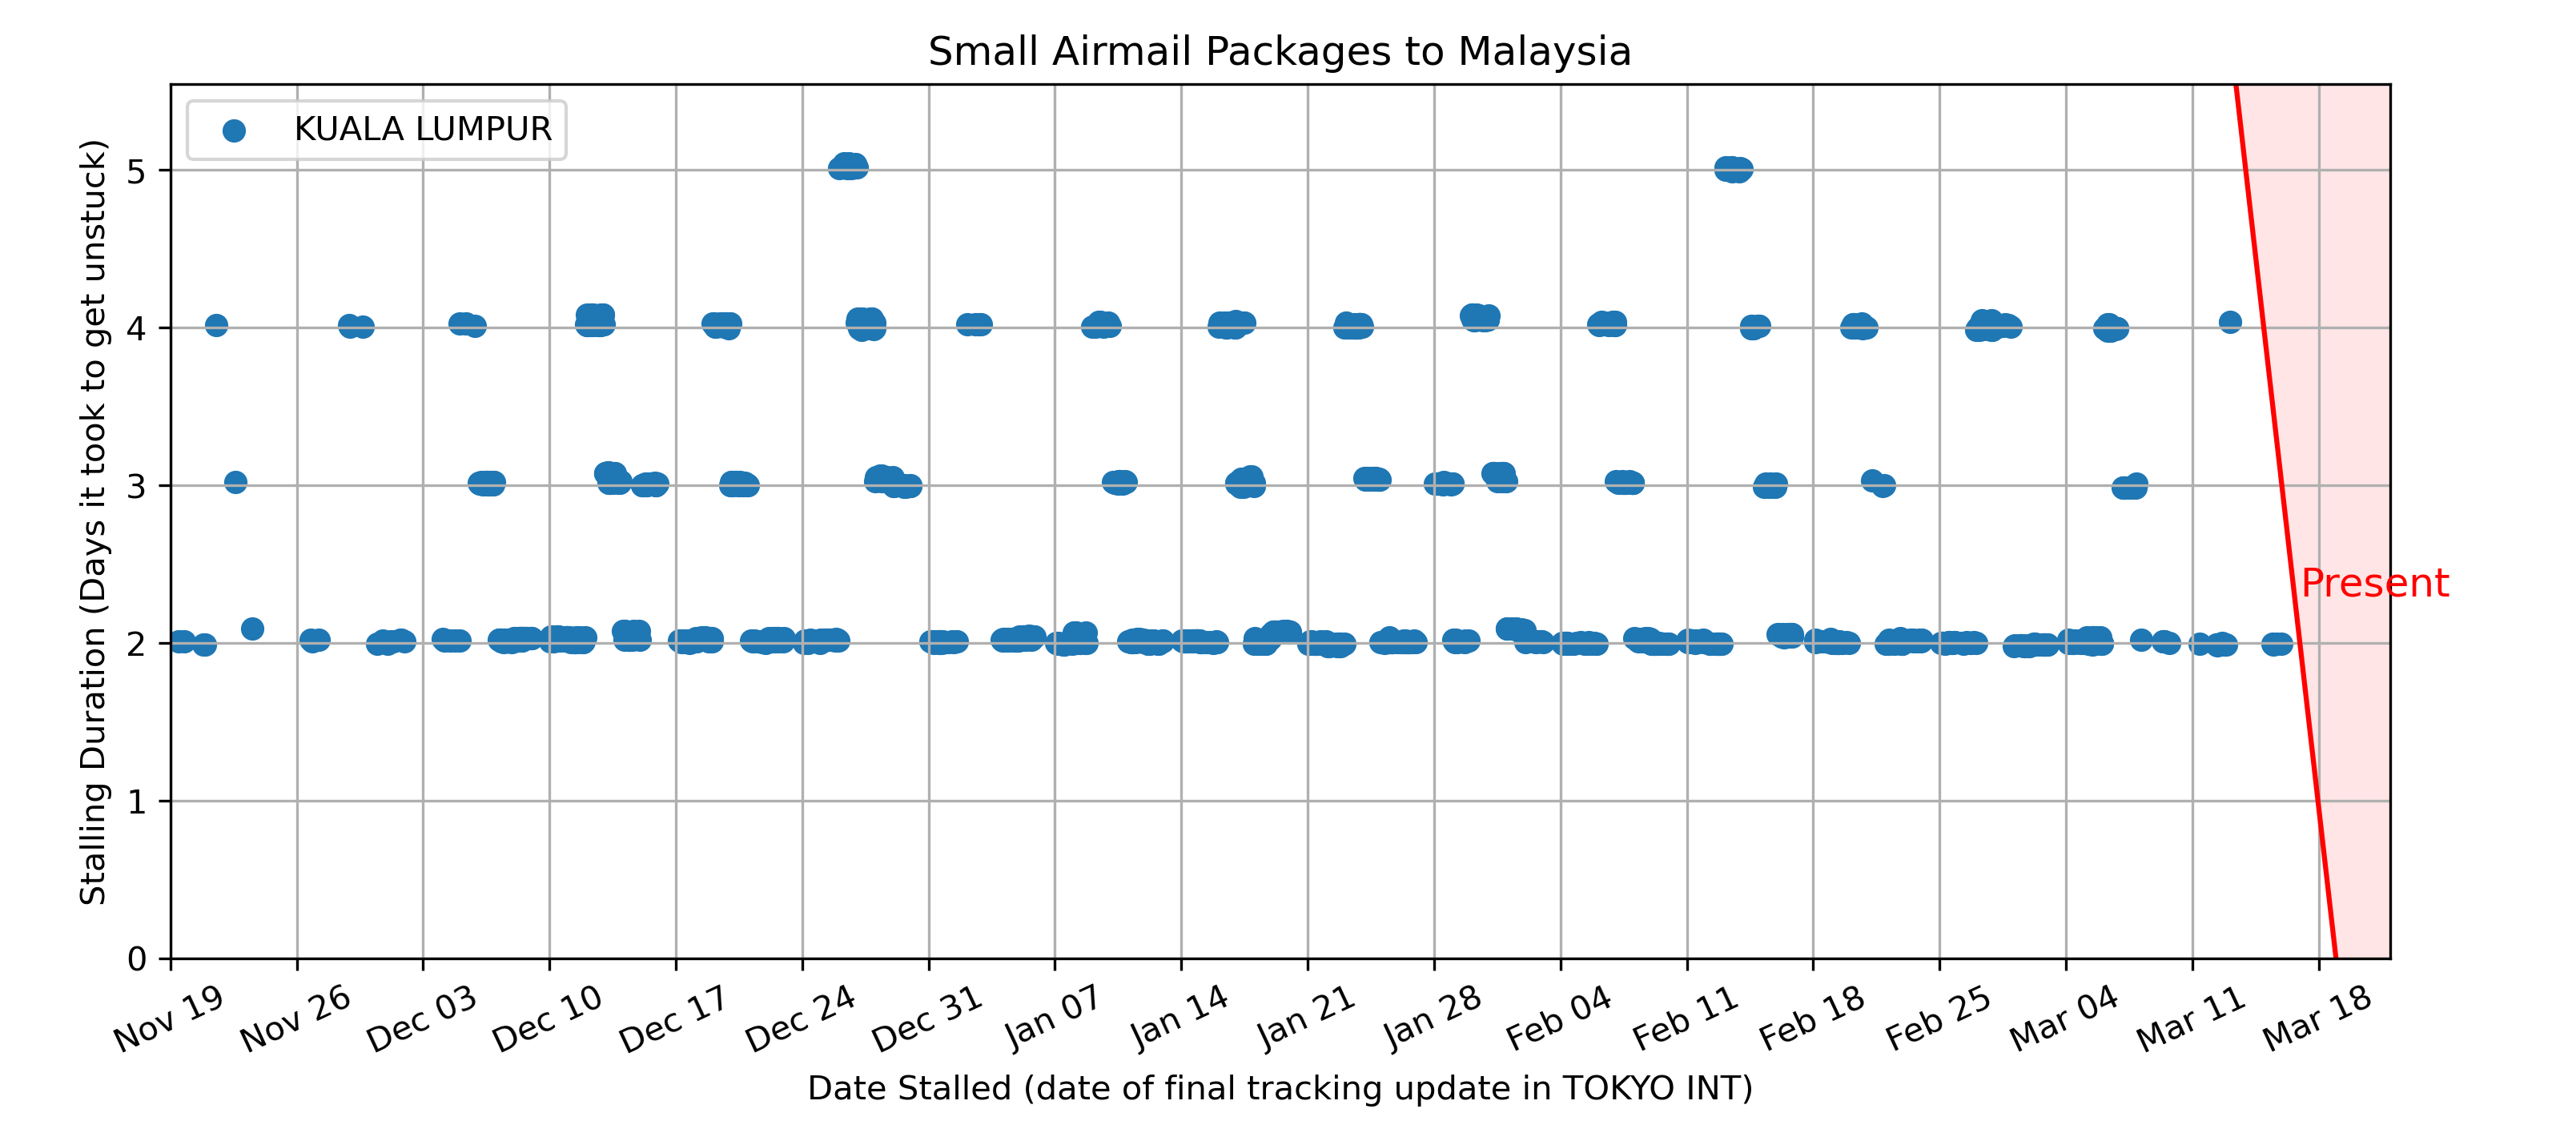 Small Airmail Packages to Malaysia
KUALA LUMPUR
Stalling Duration (Days it took to get unstuck)
5
4
3
2
1
0
Present
Nov 19
Nov 26
Dec 03
Dec 10
Dec 17
Dec 24
Dec 31
Jan 07
Jan 14
Jan 21
Jan 28
Feb 04
Feb 11
Feb 18
Feb 25
Mar 04
Mar 11
Mar 18
Date Stalled (date of final tracking update in TOKYO INT)